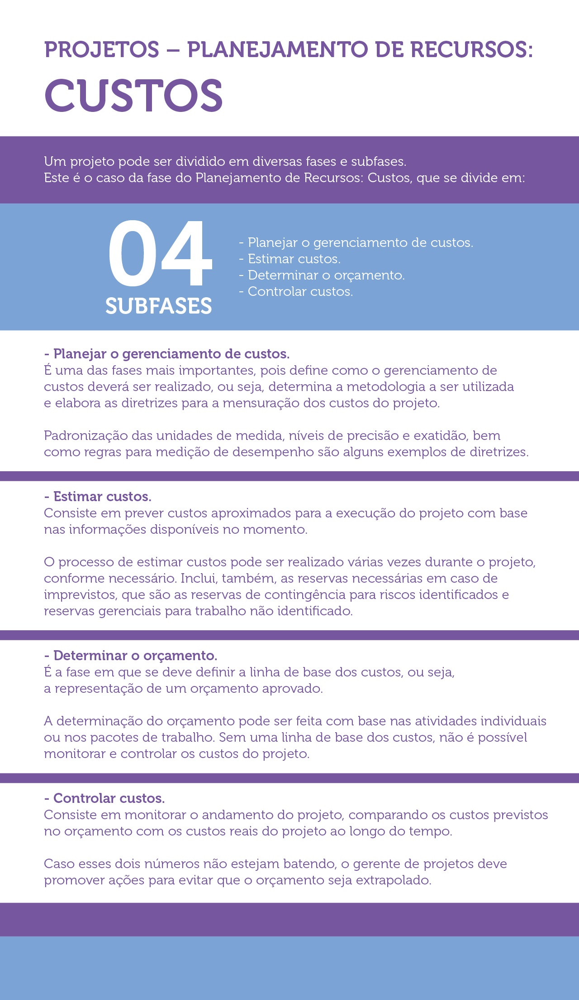 PROJETOS – PLANEJAMENTO DE RECURSOS:
CUSTOS
Um projeto pode ser dividido em diversas fases e subfases.
Este é o caso da fase do Planejamento de Recursos: Custos, que se divide em:
04
SUBFASES
- Planejar o gerenciamento de custos.
- Estimar custos.
- Determinar o orçamento.
- Controlar custos.
- Planejar o gerenciamento de custos.
É uma das fases mais importantes, pois define como o gerenciamento de
custos deverá ser realizado, ou seja, determina a metodologia a ser utilizada
e elabora as diretrizes para a mensuração dos custos do projeto.
Padronização das unidades de medida, níveis de precisão e exatidão, bem
como regras para medição de desempenho são alguns exemplos de diretrizes.
- Estimar custos.
Consiste em prever custos aproximados para a execução do projeto com base
nas informações disponíveis no momento.
O processo de estimar custos pode ser realizado várias vezes durante o projeto,
conforme necessário. Inclui, também, as reservas necessárias em caso de
imprevistos, que são as reservas de contingência para riscos identificados e
reservas gerenciais para trabalho não identificado.
- Determinar o orçamento.
É a fase em que se deve definir a linha de base dos custos, ou seja,
a representação de um orçamento aprovado.
A determinação do orçamento pode ser feita com base nas atividades individuais
ou nos pacotes de trabalho. Sem uma linha de base dos custos, não é possível
monitorar e controlar os custos do projeto.
- Controlar custos.
Consiste em monitorar o andamento do projeto, comparando os custos previstos
no orçamento com os custos reais do projeto ao longo do tempo.
Caso esses dois números não estejam batendo, o gerente de projetos deve
promover ações para evitar que o orçamento seja extrapolado.